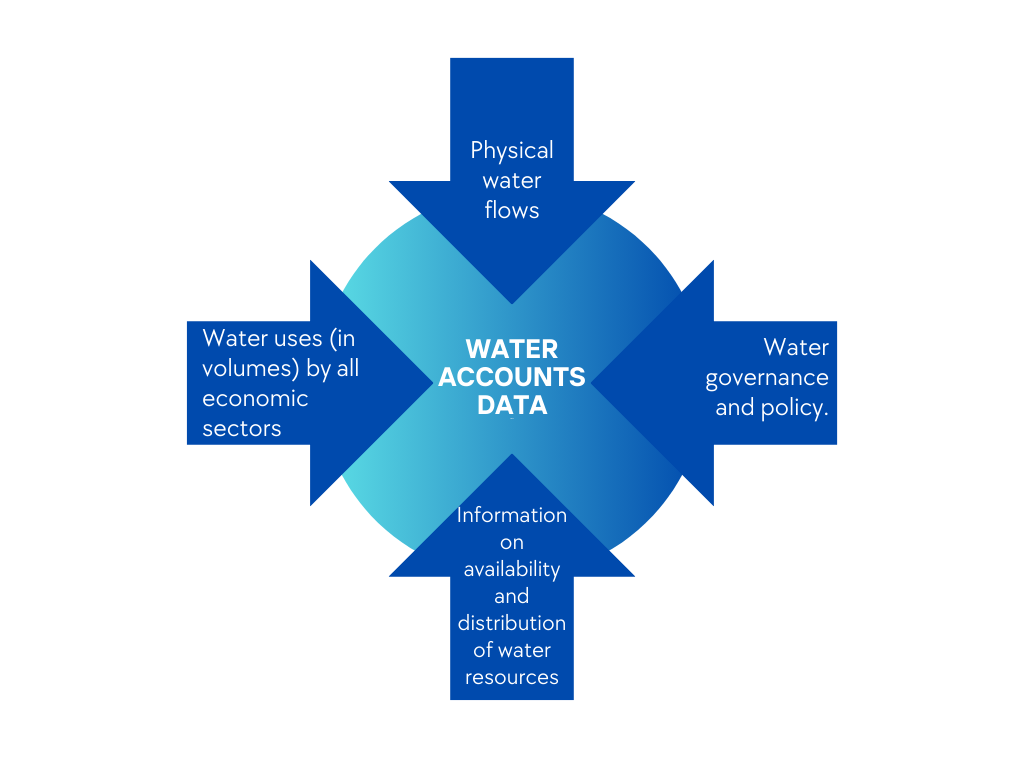 Physical
water
flows
Water uses (in
volumes) by all
economic
sectors
WATER
ACCOUNTS
DATA
Water
governance
and policy.
Information
on
availability
and
distribution
of water
resources